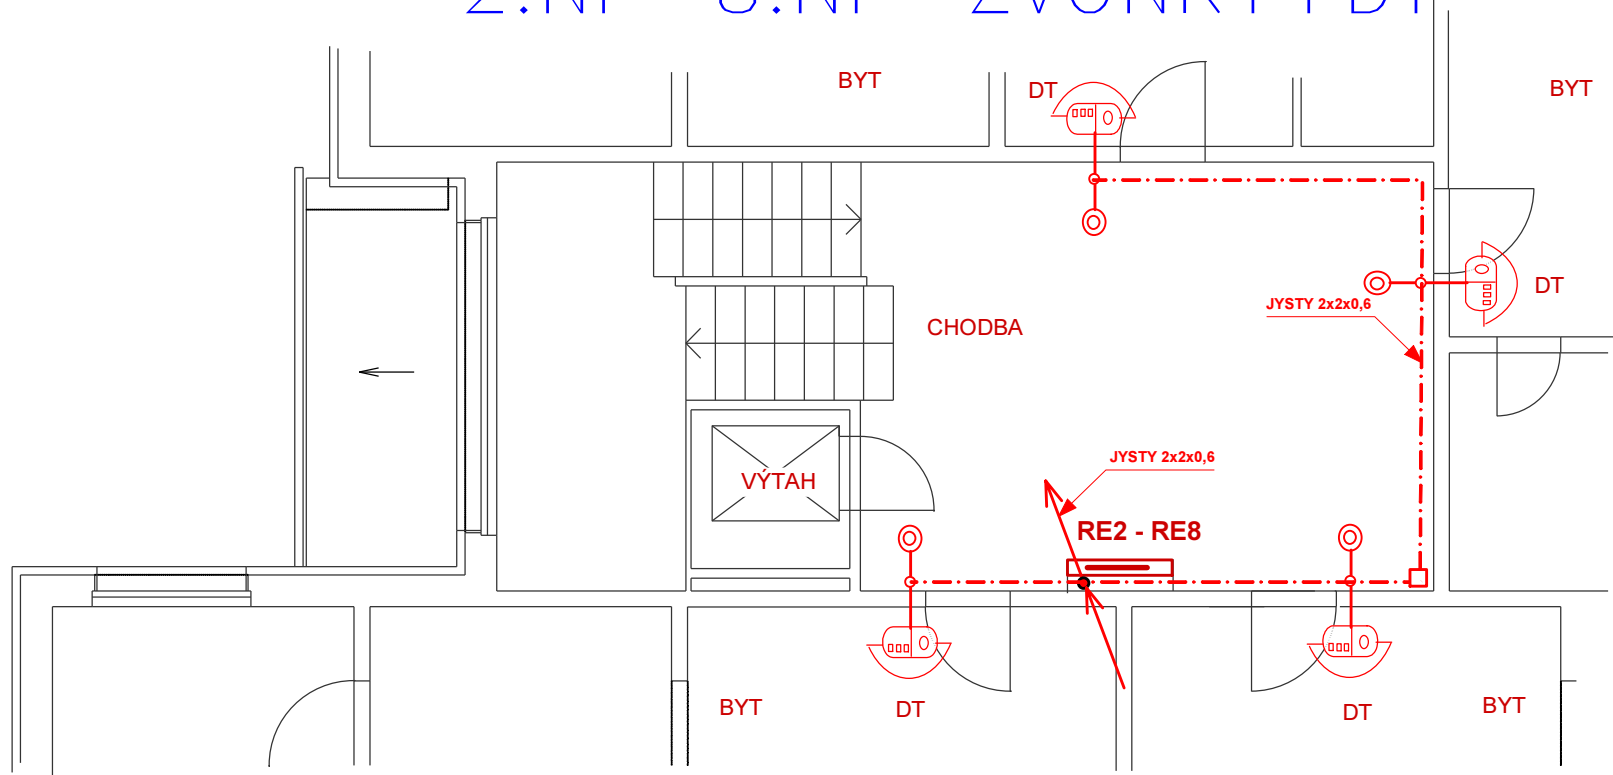 BYT
DT
BYT
DT
JYSTY 2x2x0,6
CHODBA
JYSTY 2x2x0,6
VÝTAH
RE2 - RE8
BYT
DT
DT
BYT